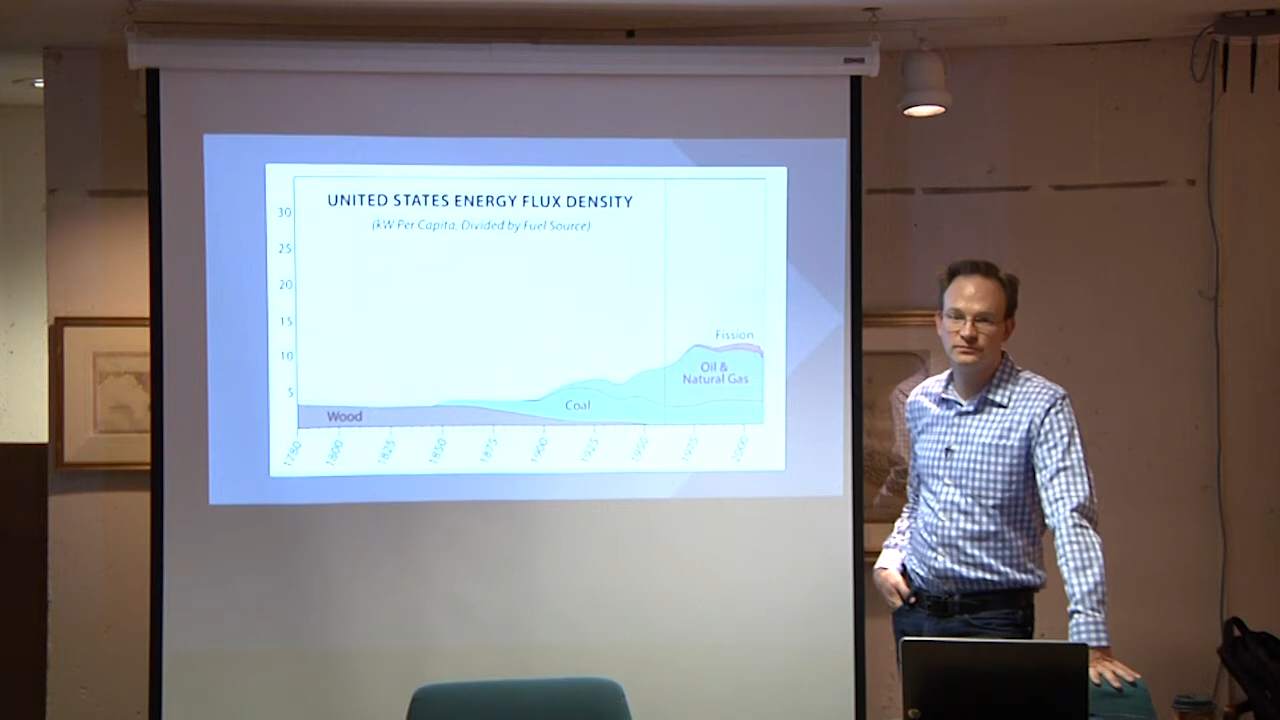 UNITED STATES ENERGY FLUX DENSITY
(kW Per Capita, Divided by Fuel Source)
30
25
20
15
10
5
Fission
Oil &
Natural Gas
Coal
Wood
1780
1800
1825
1850
1875
1900
1925
1950
1975
2000